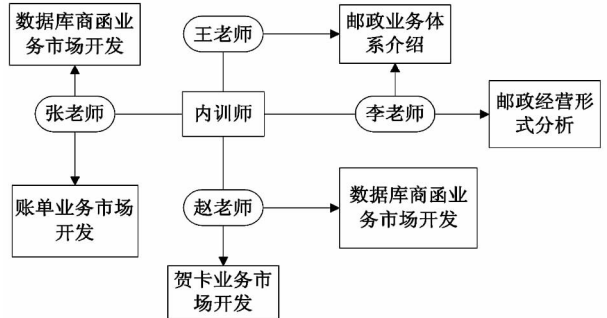 数据库商函业
务市场开发
王老师
邮政业务体
系介绍
张老师
内训师
李老师
邮政经营形
式分析
账单业务市场
开发
赵老师
数据库商函业
务市场开发
贺卡业务市
场开发